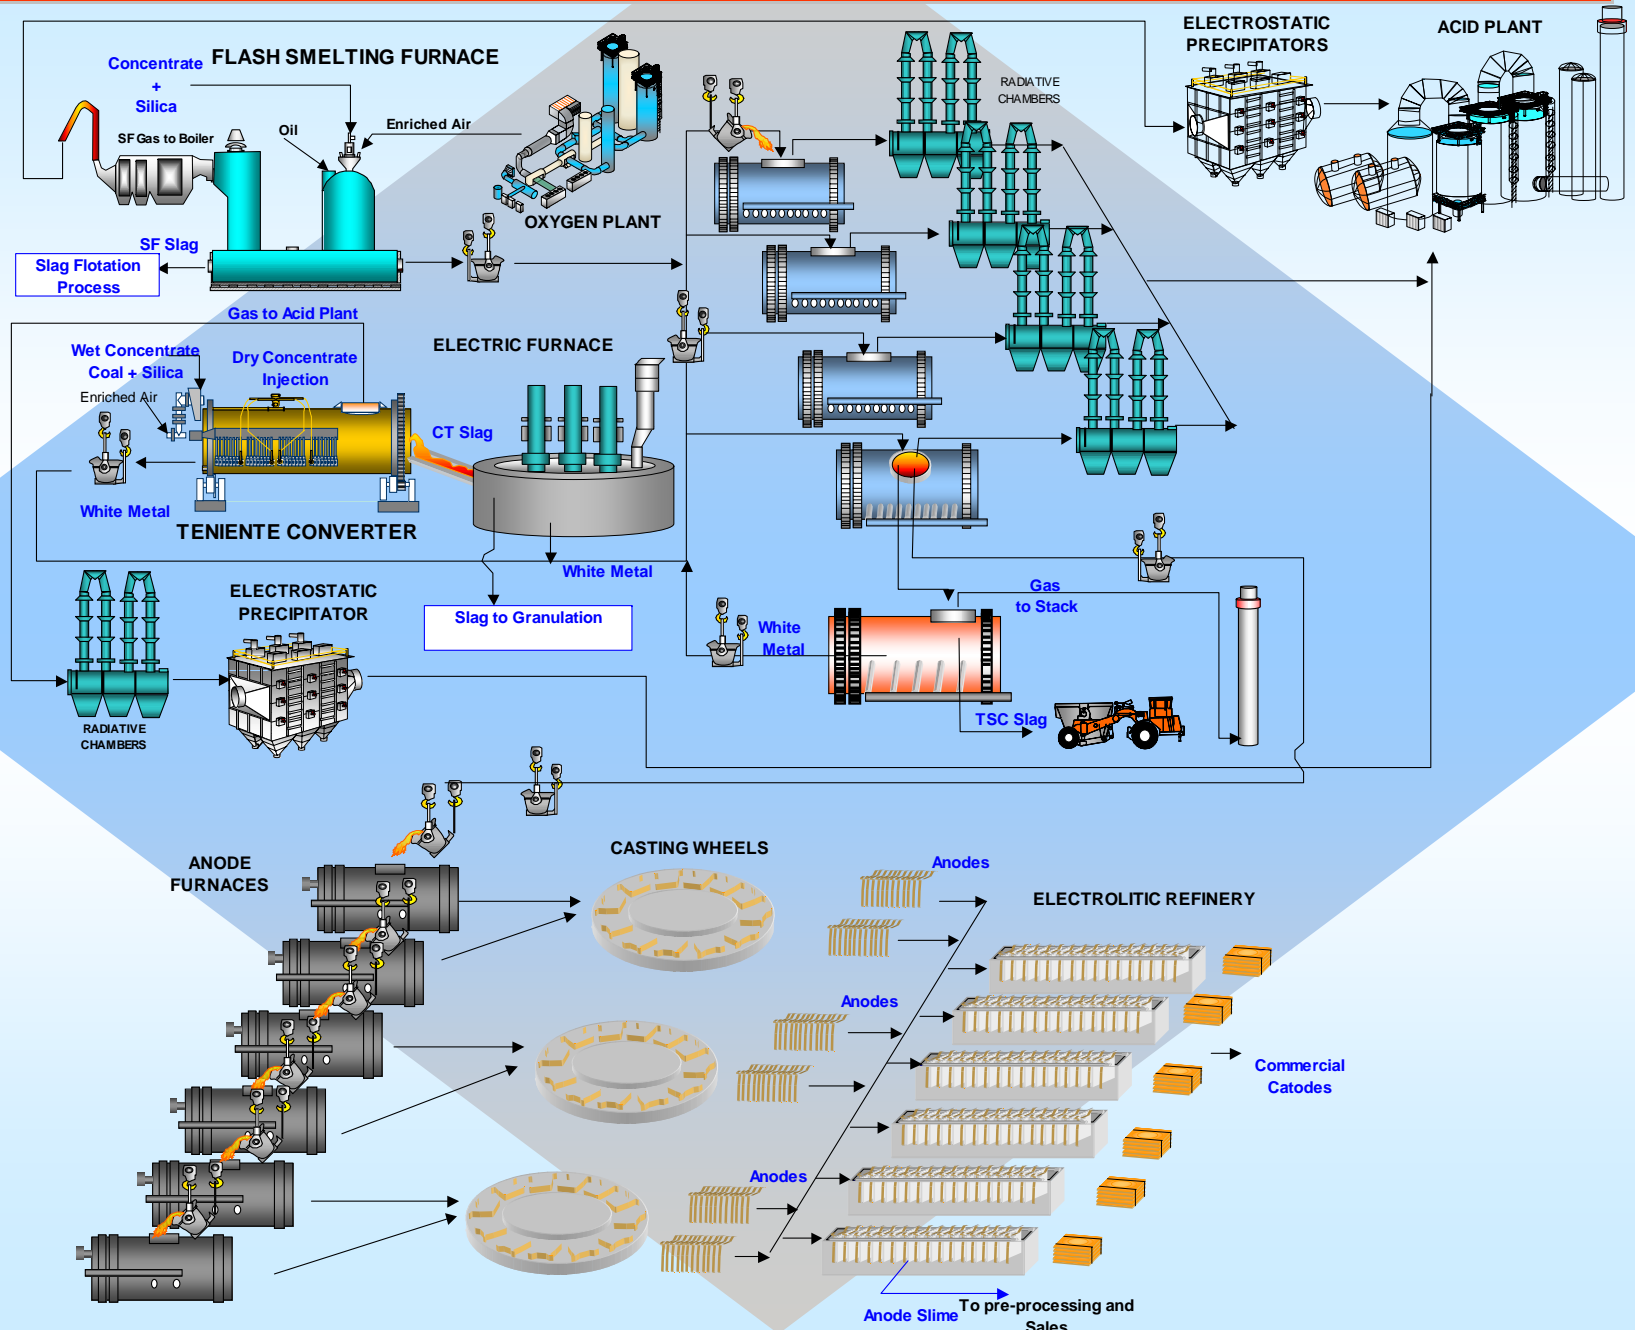 ELECTROSTATIC
PRECIPITATORS
ACID PLANT
FLASH SMELTING FURNACE
Concentrate
+
Silica
RADIATIVE
CHAMBERS
SF Gas to Boiler
Oil
Enriched Air
OXYGEN PLANT
SF Slag
Slag Flotation
Process
Gas to Acid Plant
ELECTRIC FURNACE
Wet Concentrate
Coal + Silica
Dry Concentrate
Injection
Enriched Air
CT Slag
White Metal
TENIENTE CONVERTER
White Metal
Gas
to Stack
ELECTROSTATIC
PRECIPITATOR
Slag to Granulation
White
Metal
TSC Slag
RADIATIVE
CHAMBERS
ANODE
FURNACES
CASTING WHEELS
Anodes
ELECTROLITIC REFINERY
Anodes
Commercial
Catodes
Anodes
Anode Slime
To pre-processing and
Sales